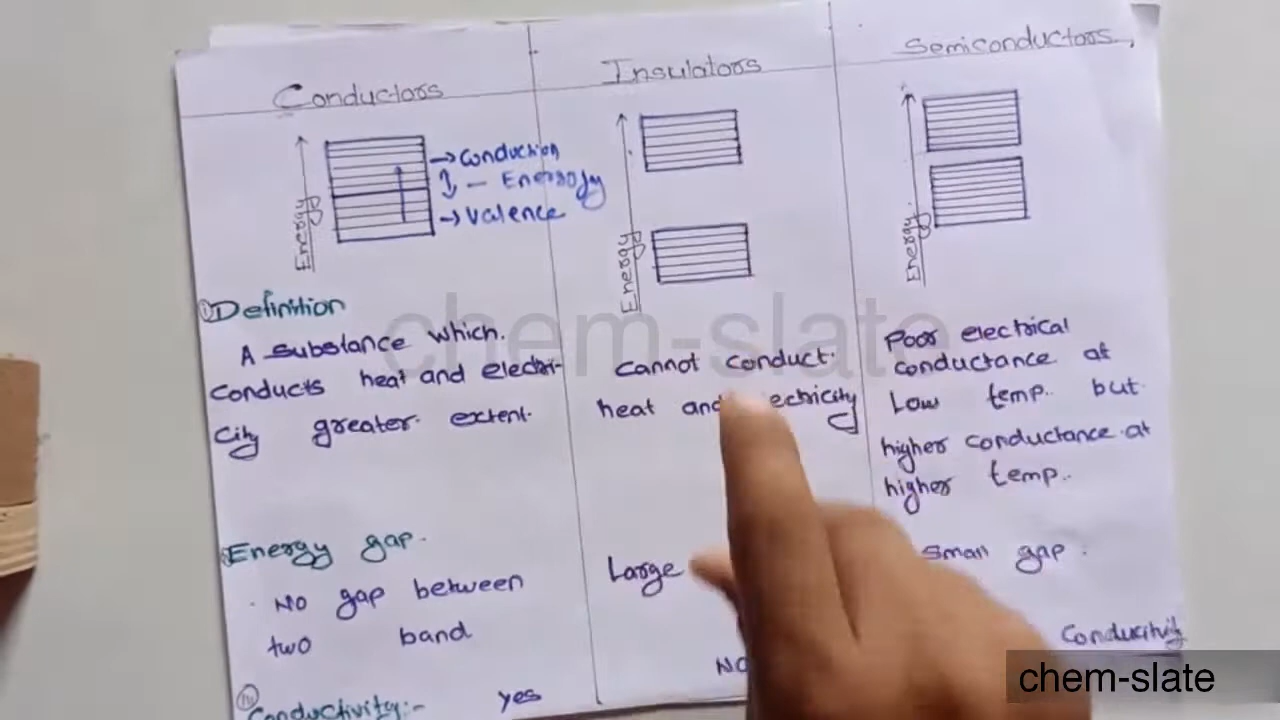 Conductors
Insulators
Semiconductors,
Energy
→ Conduction
↕ - Energy
→ Valence
Energy
Energy.
(i) Definition
A substance which.
conducts heat and electri-
city greater extent.
cannot conduct.
heat and ectricity
Poor electrical
conductance at
Low temp. but
higher conductance at
higher temp..
Energy gap.
No gap between
two band
Large
Small gap.
Conductivity:-
yes
NO
Conductivity
chem-slate
chem-slate